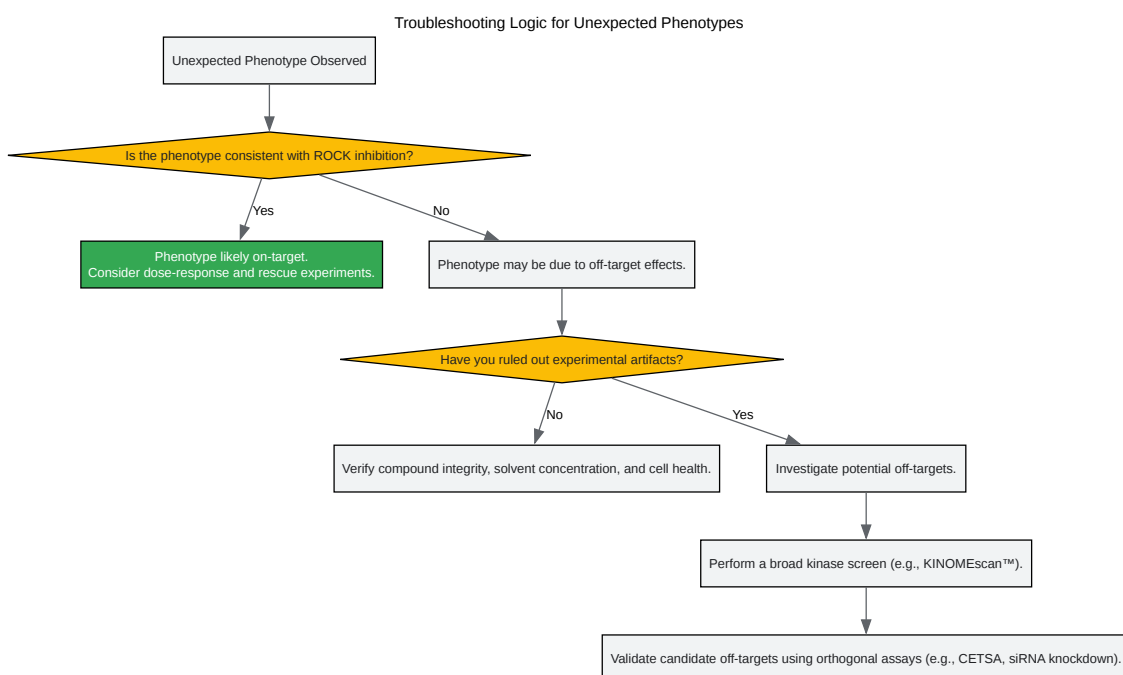 Troubleshooting Logic for Unexpected Phenotypes
Unexpected Phenotype Observed
Is the phenotype consistent with ROCK inhibition?
Yes
No
Phenotype likely on-target.
Consider dose-response and rescue experiments.
Phenotype may be due to off-target effects.
Have you ruled out experimental artifacts?
No
Yes
Verify compound integrity, solvent concentration, and cell health.
Investigate potential off-targets.
Perform a broad kinase screen (e.g., KINOMEscan™).
Validate candidate off-targets using orthogonal assays (e.g., CETSA, siRNA knockdown).